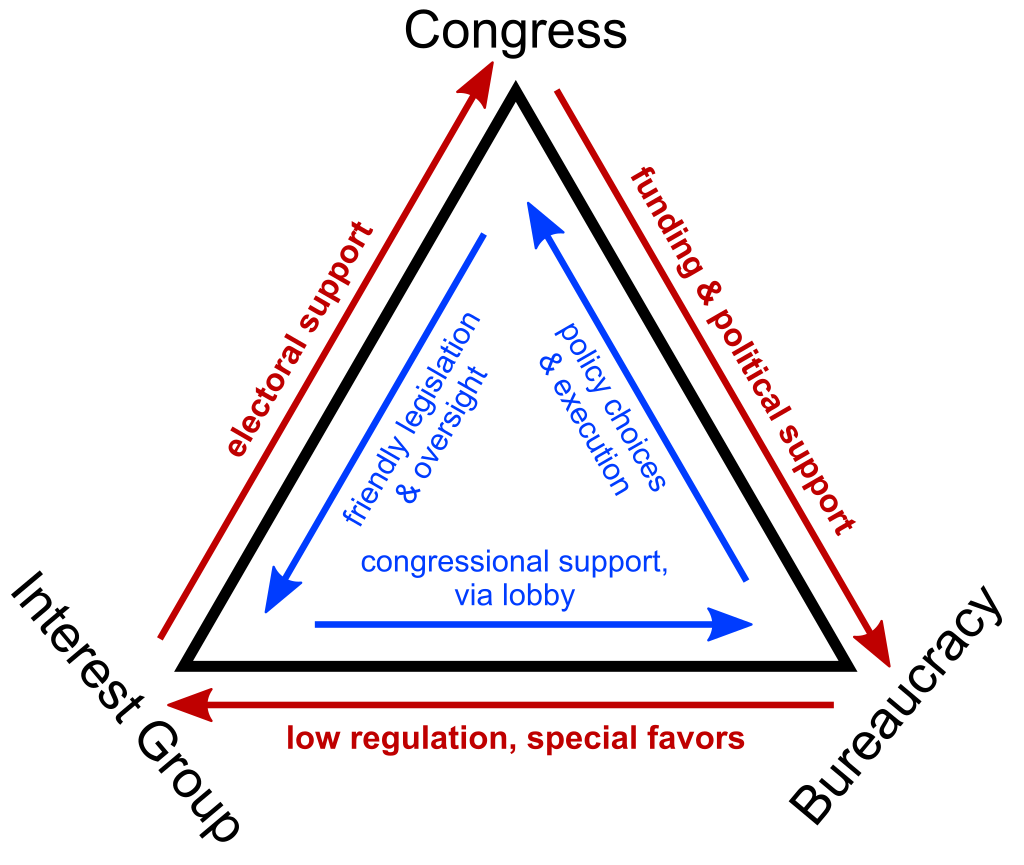 Congress
electoral support
funding & political support
friendly legislation
& oversight
policy choices
& execution
congressional support,
via lobby
Interest Group
low regulation, special favors
Bureaucracy